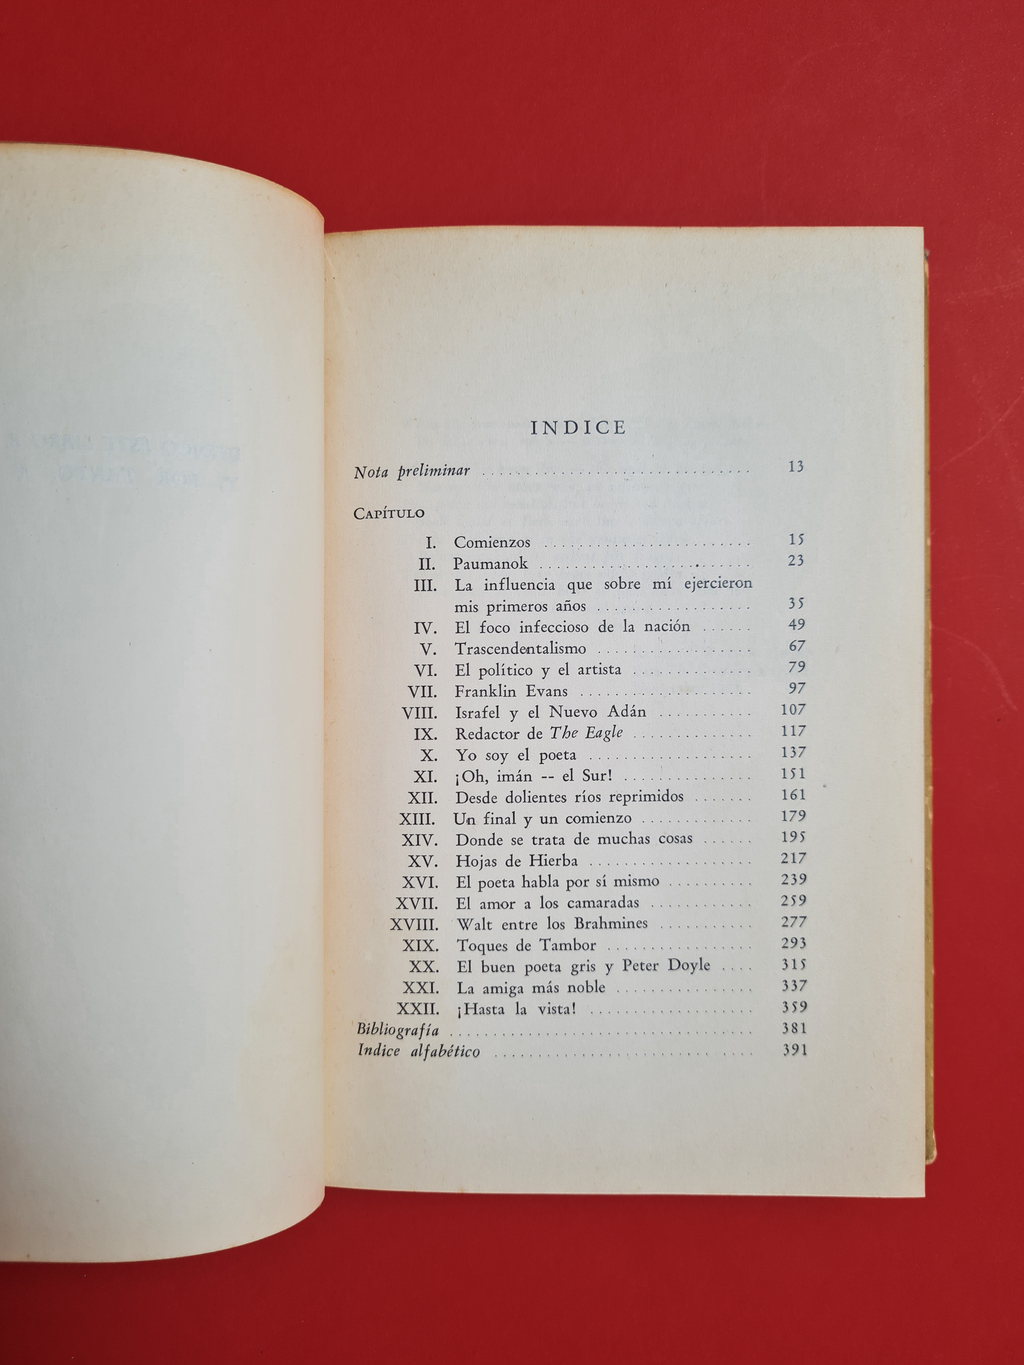 INDICE
Nota preliminar . . . . . . . . . . . . . . . . . . . . . . . . . . . . . 13
CAPÍTULO
I. Comienzos . . . . . . . . . . . . . . . . . . . . . . . 15
II. Paumanok . . . . . . . . . . . . . . . . . . . . . . . 23
III. La influencia que sobre mí ejercieron
mis primeros años . . . . . . . . . . . . . . . . . 35
IV. El foco infeccioso de la nación . . . . . . 49
V. Trascendentalismo . . . . . . . . . . . . . . . . . 67
VI. El político y el artista . . . . . . . . . . . . . 79
VII. Franklin Evans . . . . . . . . . . . . . . . . . . . 97
VIII. Israfel y el Nuevo Adán . . . . . . . . . . . 107
IX. Redactor de The Eagle . . . . . . . . . . . . . 117
X. Yo soy el poeta . . . . . . . . . . . . . . . . . . 137
XI. ¡Oh, imán -- el Sur! . . . . . . . . . . . . . . 151
XII. Desde dolientes ríos reprimidos . . . . . . . 161
XIII. Un final y un comienzo . . . . . . . . . . . . 179
XIV. Donde se trata de muchas cosas . . . . . . 195
XV. Hojas de Hierba . . . . . . . . . . . . . . . . . . 217
XVI. El poeta habla por sí mismo . . . . . . . . . . 239
XVII. El amor a los camaradas . . . . . . . . . . . . 259
XVIII. Walt entre los Brahmines . . . . . . . . . . . 277
XIX. Toques de Tambor . . . . . . . . . . . . . . . . 293
XX. El buen poeta gris y Peter Doyle . . . . 315
XXI. La amiga más noble . . . . . . . . . . . . . . . 337
XXII. ¡Hasta la vista! . . . . . . . . . . . . . . . . . . 359
Bibliografía . . . . . . . . . . . . . . . . . . . . . . . . . . . . . . . . 381
Indice alfabético . . . . . . . . . . . . . . . . . . . . . . . . . . . . 391